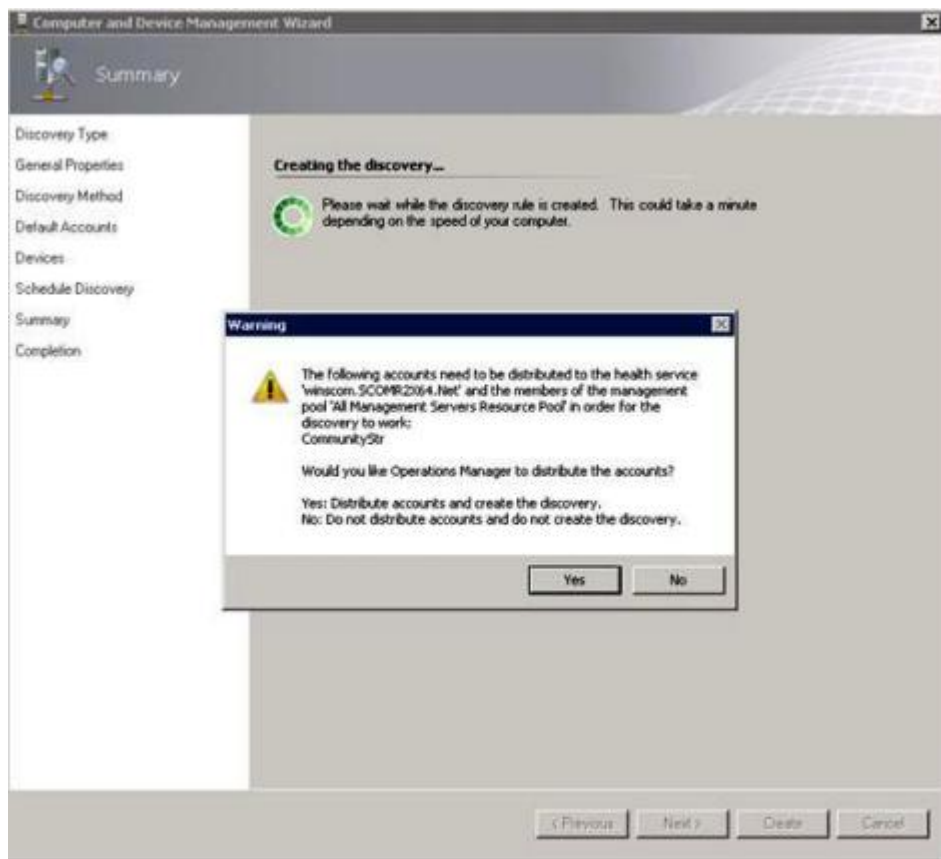 Computer and Device Management Wizard
Summary
Discovery Type
General Properties
Discovery Method
Default Accounts
Devices
Schedule Discovery
Summary
Completion
Creating the discovery...
Please wait while the discovery rule is created. This could take a minute
depending on the speed of your computer.
Warning
The following accounts need to be distributed to the health service
'winscom.SCOMR2X64.Net' and the members of the management
pool 'All Management Servers Resource Pool' in order for the
discovery to work:
CommunityStr
Would you like Operations Manager to distribute the accounts?
Yes: Distribute accounts and create the discovery.
No: Do not distribute accounts and do not create the discovery.
Yes
No
< Previous
Next >
Create
Cancel